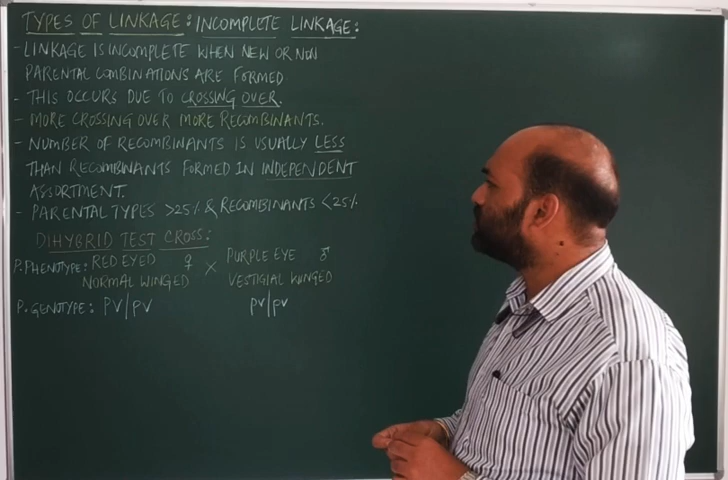 TYPES OF LINKAGE: INCOMPLETE LINKAGE:
- LINKAGE IS INCOMPLETE WHEN NEW OR NON
PARENTAL COMBINATIONS ARE FORMED
- THIS OCCURS DUE TO CROSSING OVER.
- MORE CROSSING OVER MORE RECOMBINANTS.
- NUMBER OF RECOMBINANTS IS USUALLY LESS
THAN RECOMBINANTS FORMED IN INDEPENDENT
ASSORTMENT.
- PARENTAL TYPES >25% & RECOMBINANTS <25%
DIHYBRID TEST CROSS:
P. PHENOTYPE: RED EYED ♀ × PURPLE EYE ♂
NORMAL WINGED VESTIGIAL WINGED
P. GENOTYPE: PV/pv pv/pv